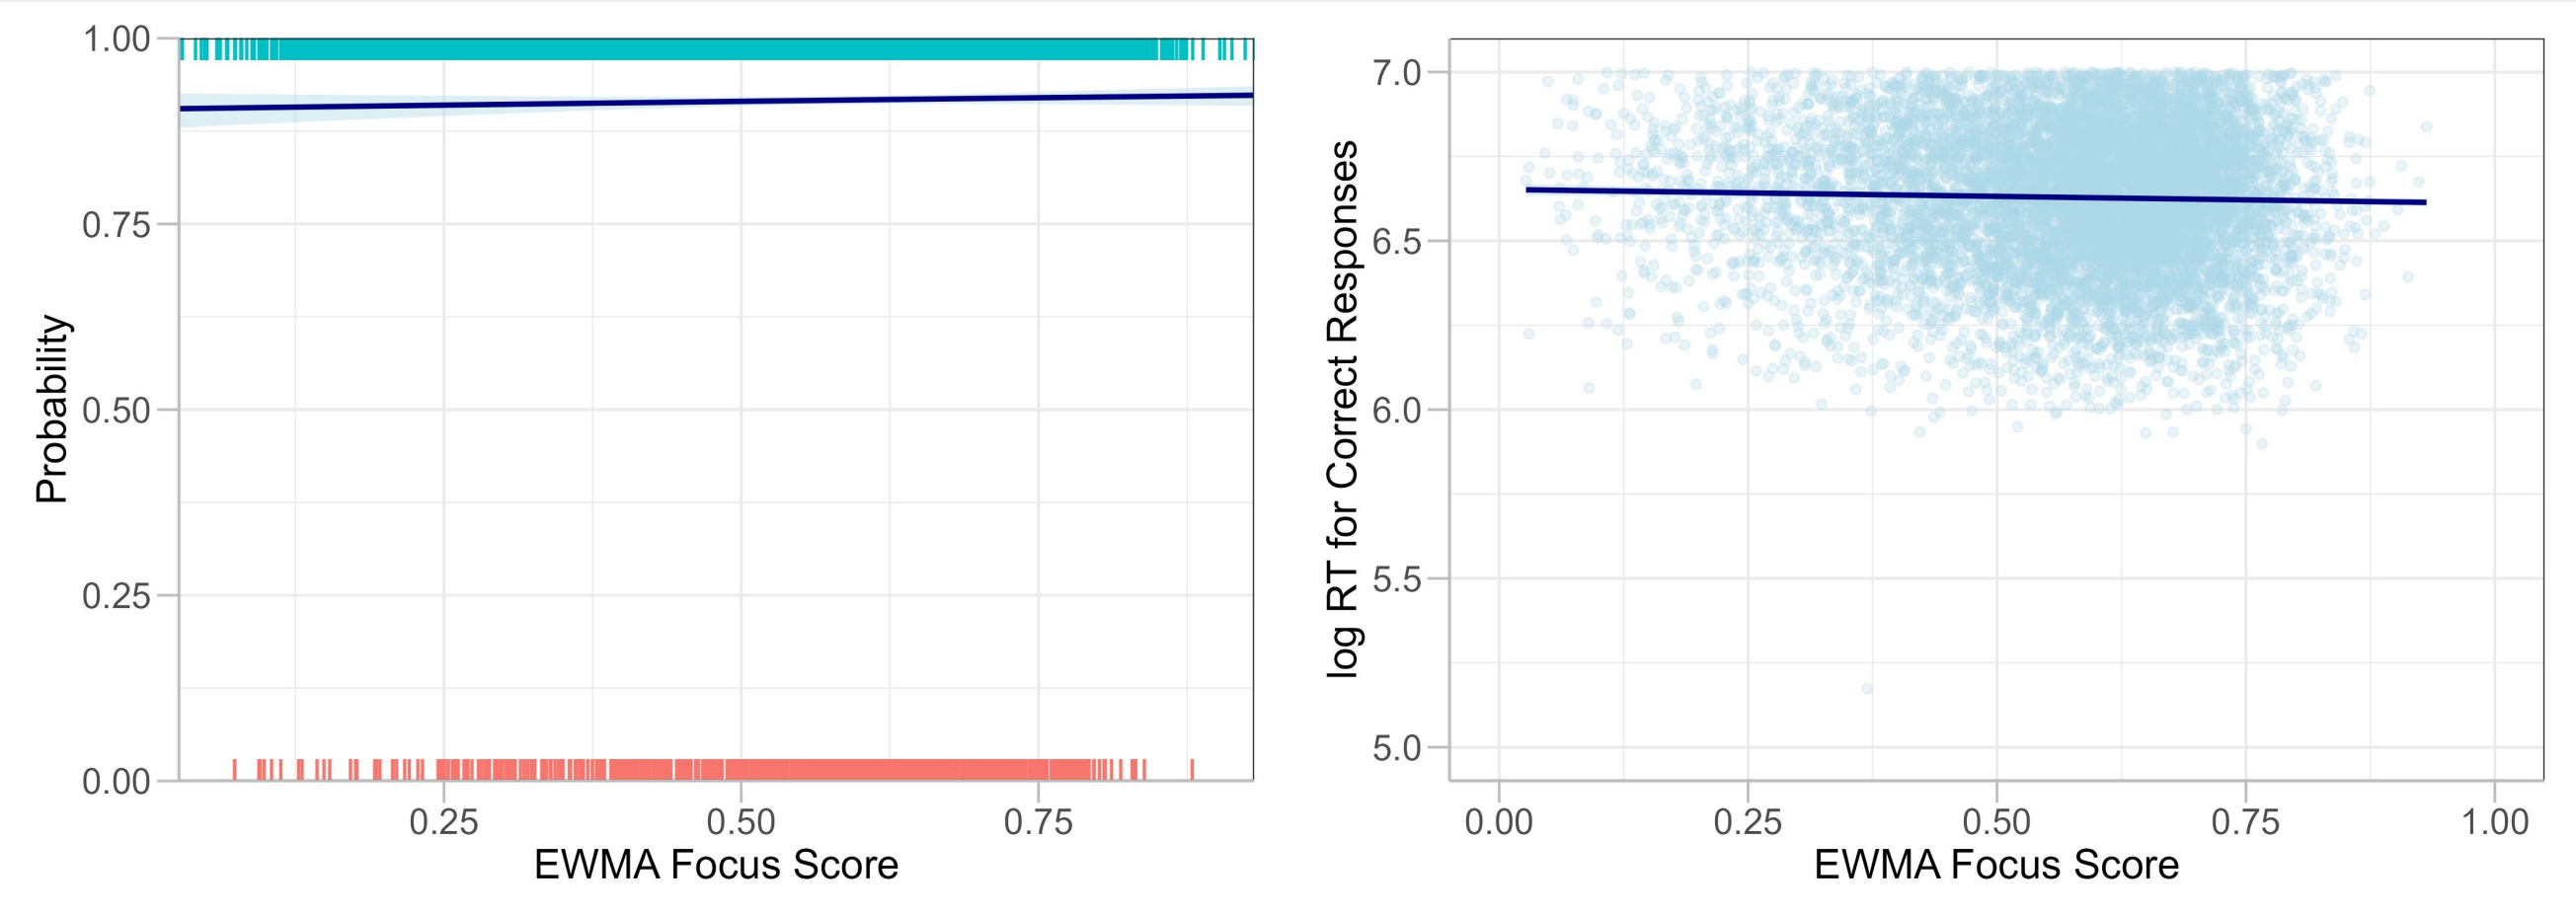 1.00
0.75
0.50
0.25
0.00
Probability
0.25 0.50 0.75
EWMA Focus Score
7.0
6.5
6.0
5.5
5.0
log RT for Correct Responses
0.00 0.25 0.50 0.75 1.00
EWMA Focus Score